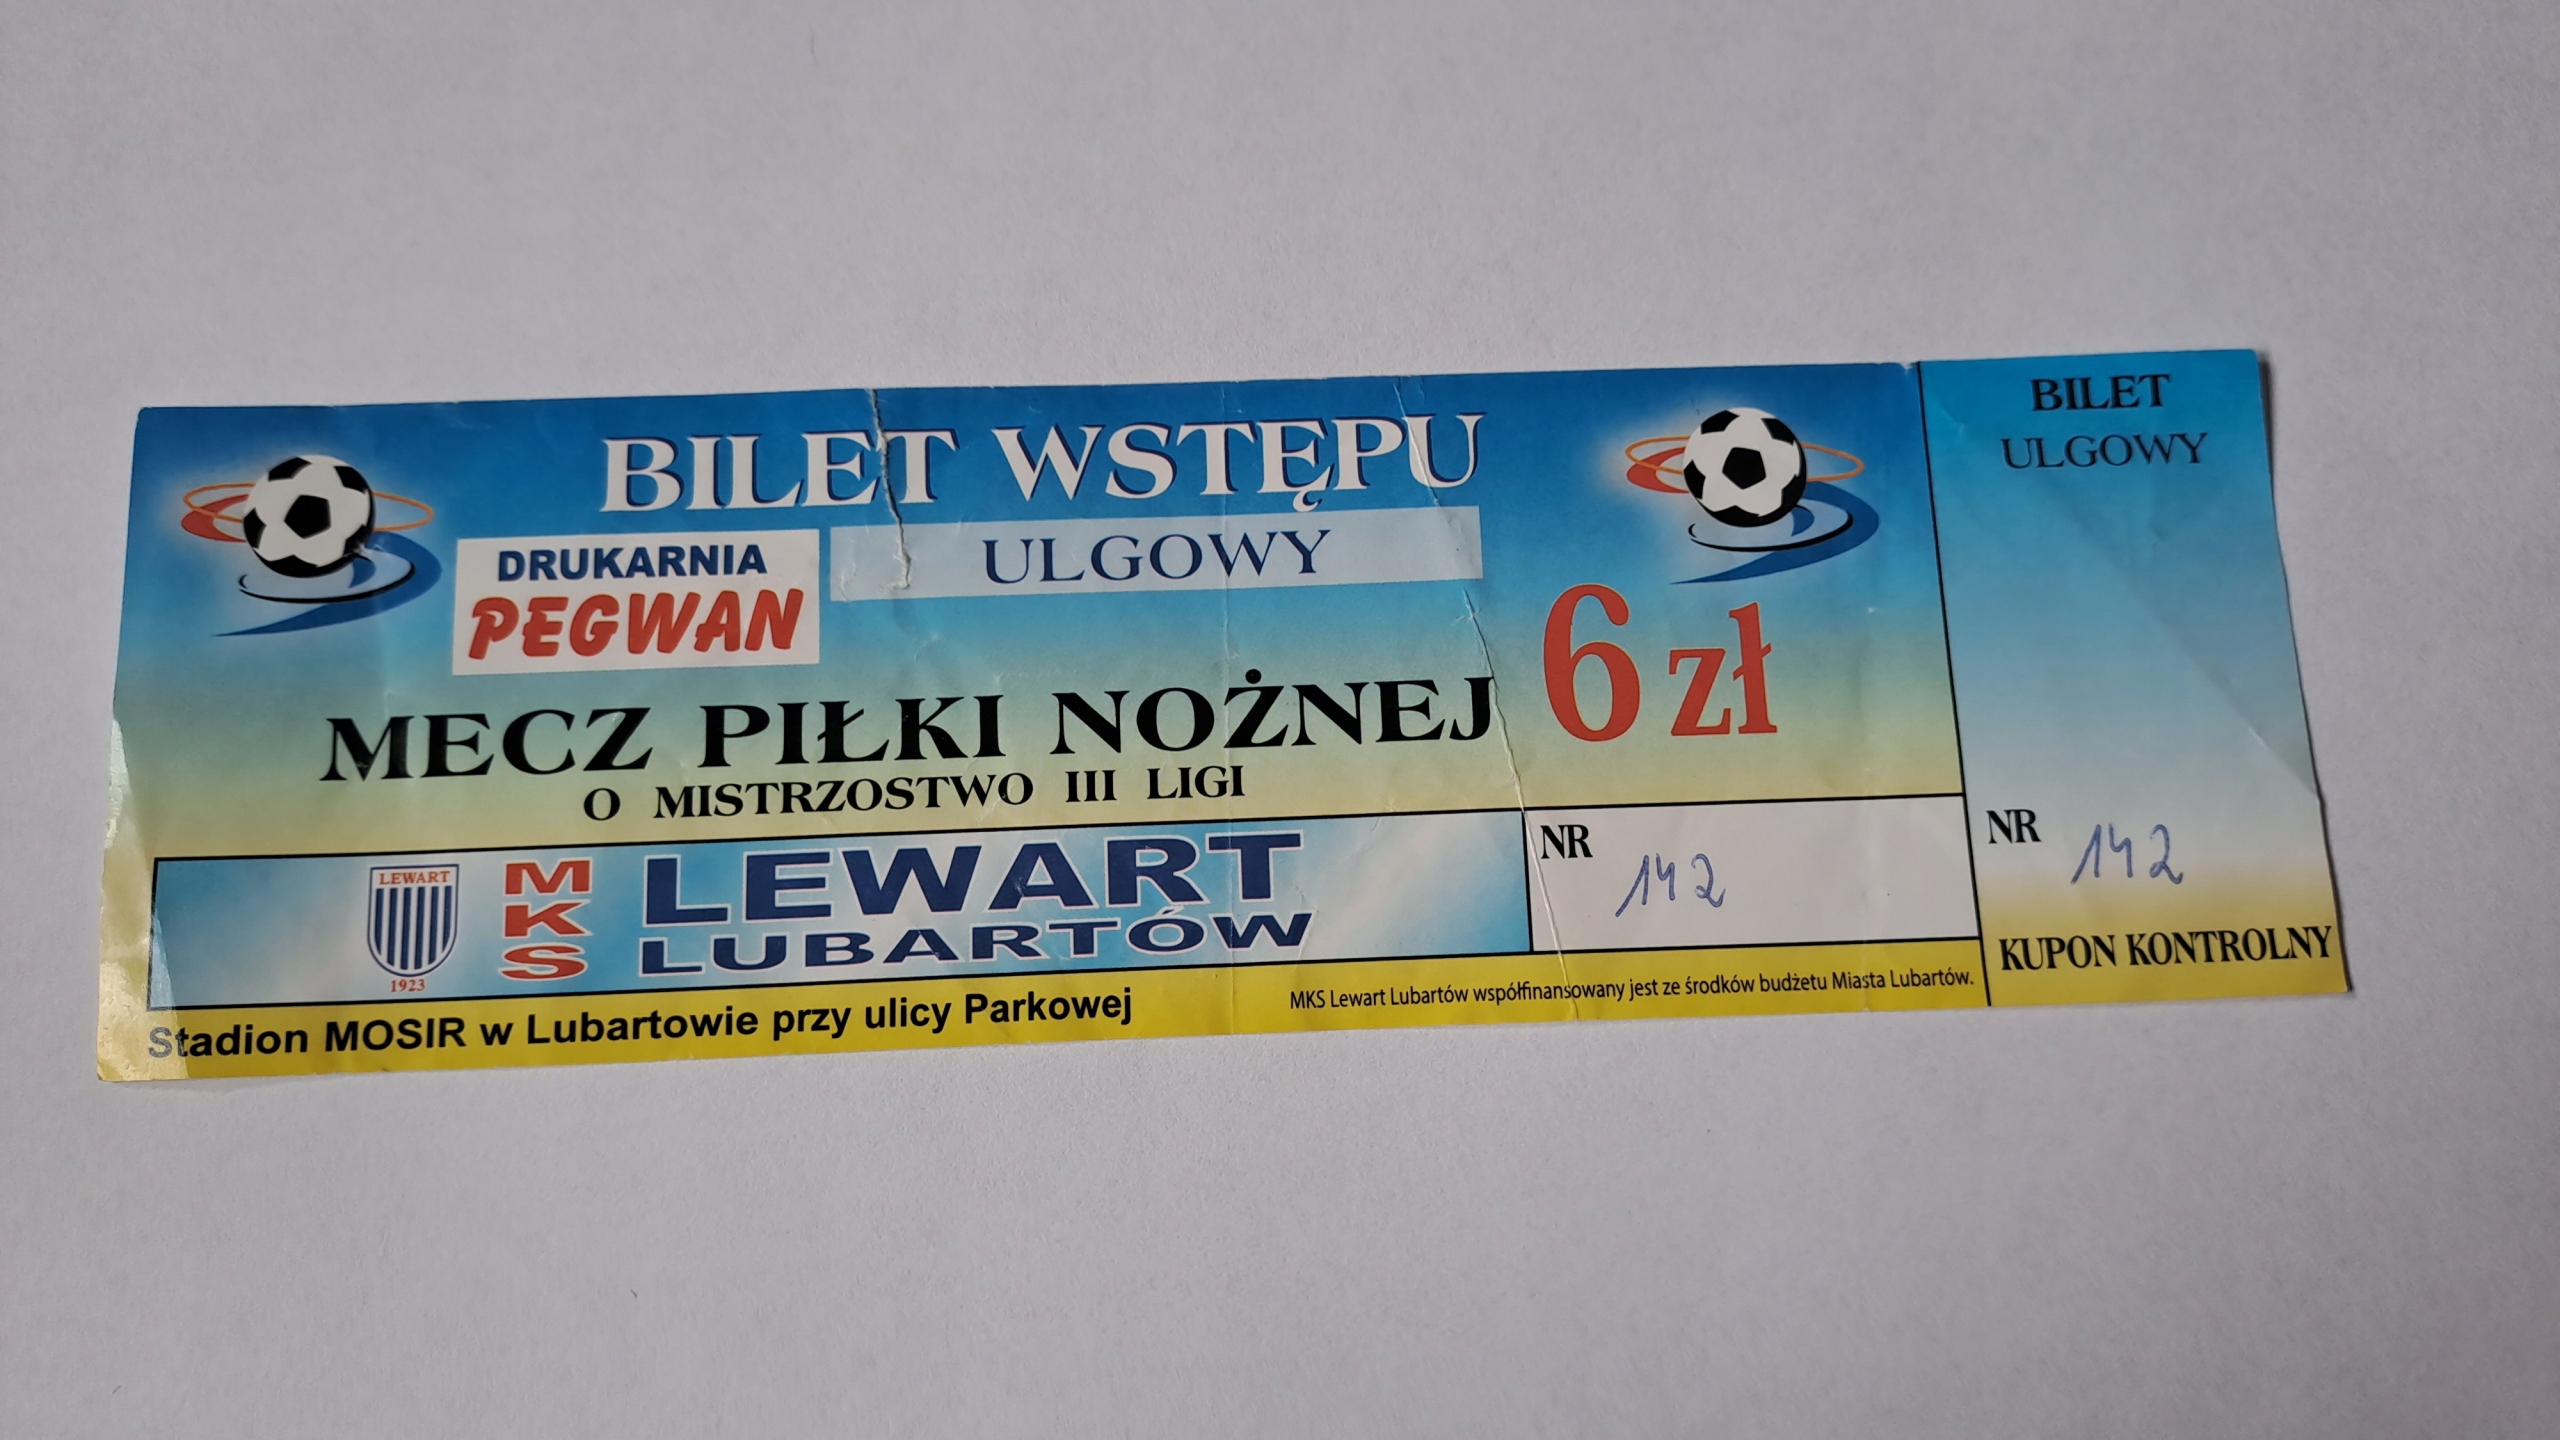 BILET WSTĘPU
ULGOWY
DRUKARNIA
PEGWAN
6 zł
MECZ PIŁKI NOŻNEJ
O MISTRZOSTWO III LIGI
LEWART
1923
MKS
LEWART
LUBARTÓW
NR
142
Stadion MOSIR w Lubartowie przy ulicy Parkowej
MKS Lewart Lubartów współfinansowany jest ze środków budżetu Miasta Lubartów.
BILET
ULGOWY
NR
142
KUPON KONTROLNY